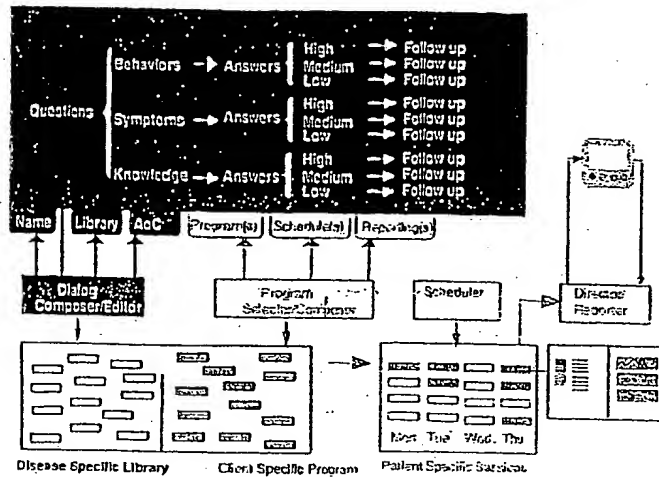 Behaviors → Answers
High → Follow up
Medium → Follow up
Low → Follow up
Questions
Symptoms → Answers
High → Follow up
Medium → Follow up
Low → Follow up
Knowledge → Answers
High → Follow up
Medium → Follow up
Low → Follow up
Name
Library
Program(s)
Schedule(s)
Reporting(s)
Dialog
Composer/Editor
Program
Selector/Composer
Scheduler
Director/
Reporter
Mon Tue Wed. Thu
Disease Specific Library
Client Specific Program
Patient Specific Services